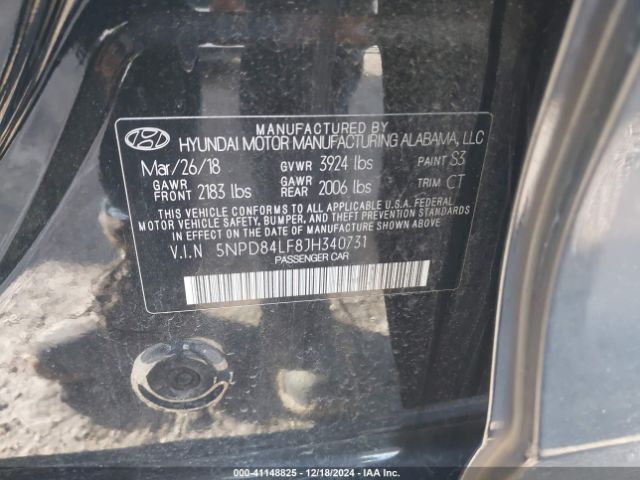 MANUFACTURED BY
HYUNDAI MOTOR MANUFACTURING ALABAMA, LLC
Mar/26/18 GVWR 3924 lbs PAINT S3
GAWR FRONT 2183 lbs GAWR REAR 2006 lbs TRIM CT
THIS VEHICLE CONFORMS TO ALL APPLICABLE U.S.A. FEDERAL
MOTOR VEHICLE SAFETY, BUMPER, AND THEFT PREVENTION STANDARDS
IN EFFECT ON THE DATE OF MANUFACTURE SHOWN ABOVE.
V.I.N 5NPD84LF8JH340731
PASSENGER CAR
000-41148825 - 12/18/2024 - IAA Inc.